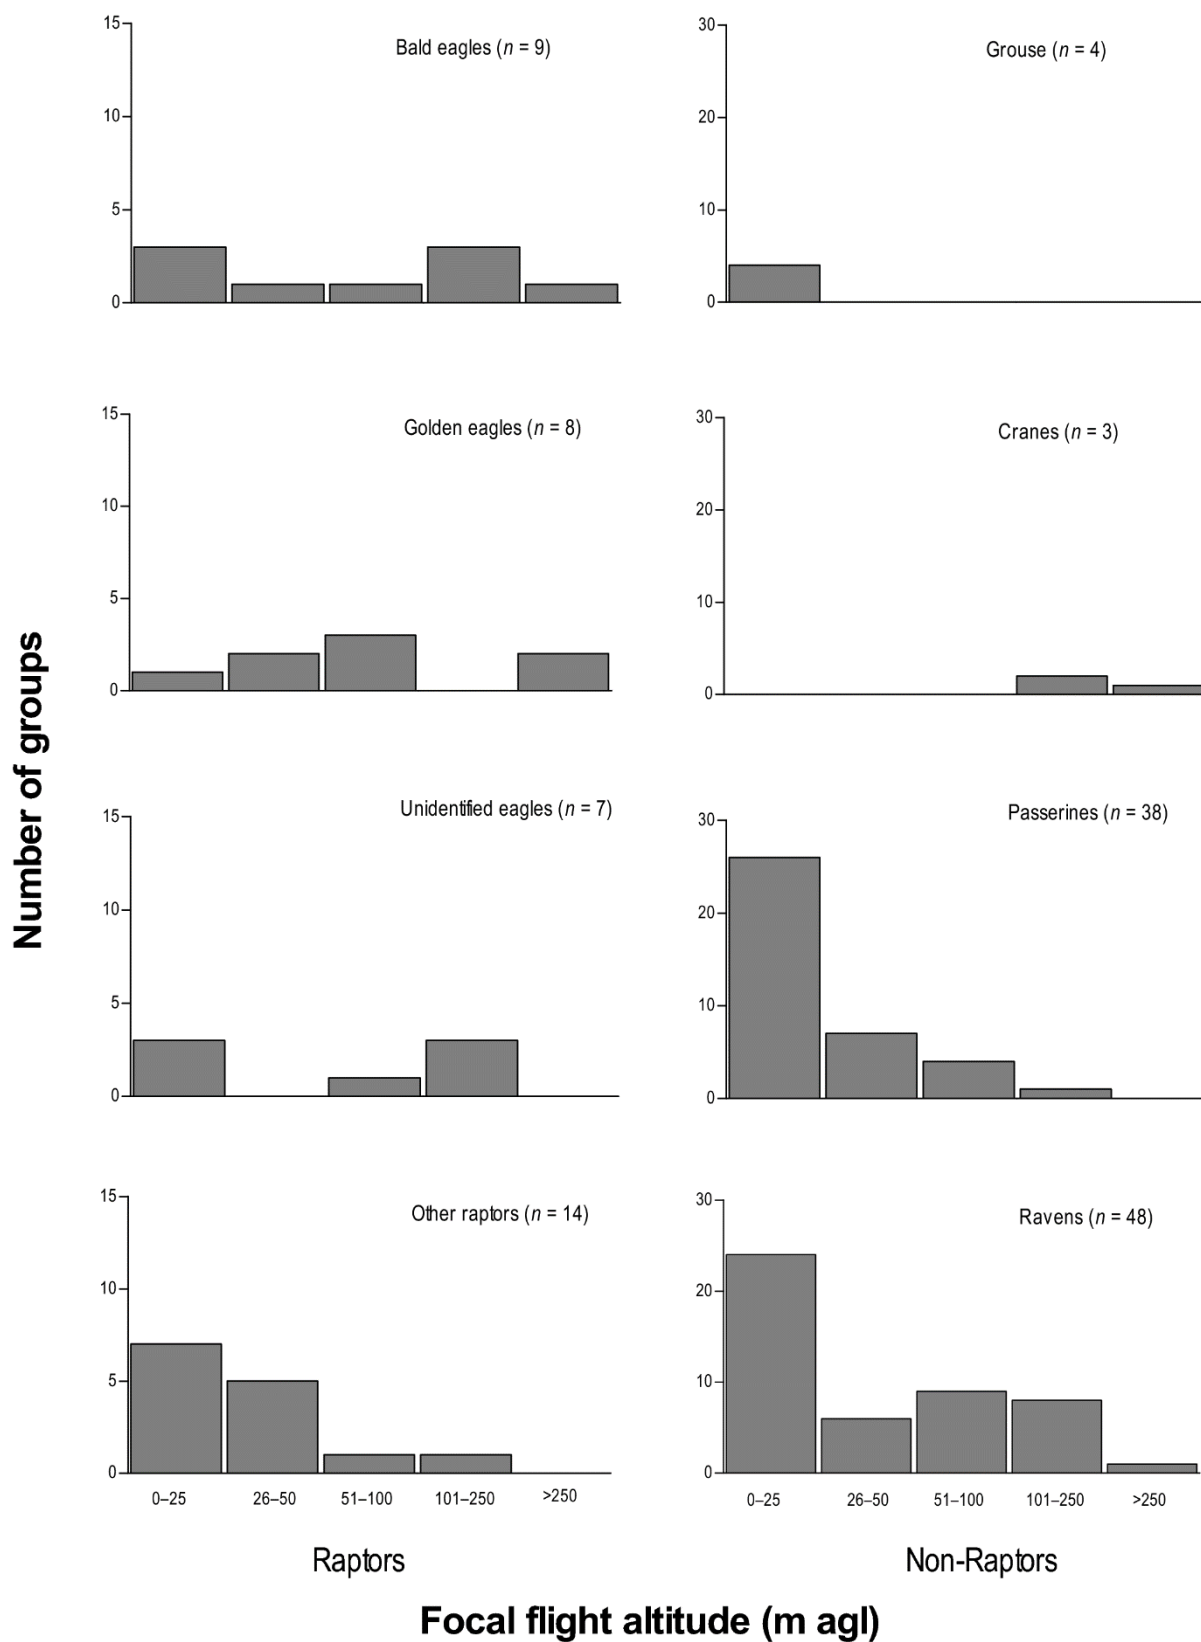 Number of groups
15
10
5
0
Bald eagles (n = 9)
30
20
10
0
Grouse (n = 4)
15
10
5
0
Golden eagles (n = 8)
30
20
10
0
Cranes (n = 3)
15
10
5
0
Unidentified eagles (n = 7)
30
20
10
0
Passerines (n = 38)
15
10
5
0
Other raptors (n = 14)
0–25 26–50 51–100 101–250 >250
Raptors
30
20
10
0
Ravens (n = 48)
0–25 26–50 51–100 101–250 >250
Non-Raptors
Focal flight altitude (m agl)